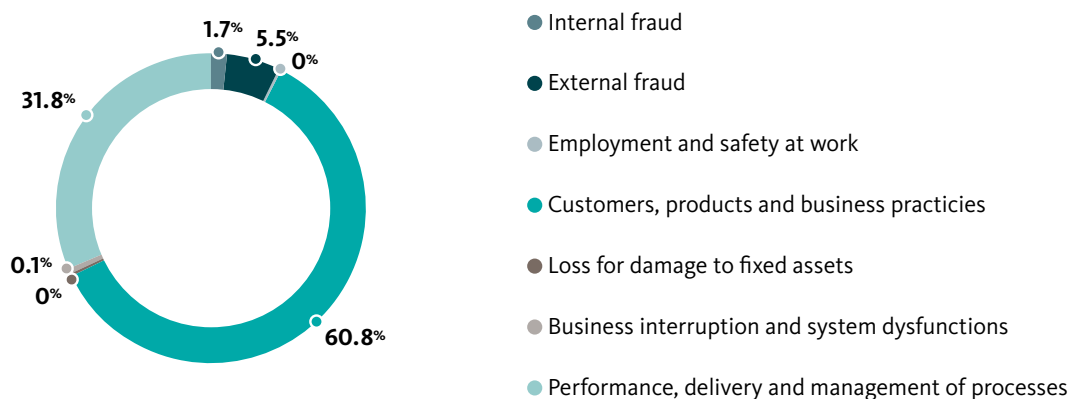 1.7%
5.5%
0%
31.8%
0.1%
0%
60.8%
Internal fraud
External fraud
Employment and safety at work
Customers, products and business practicies
Loss for damage to fixed assets
Business interruption and system dysfunctions
Performance, delivery and management of processes